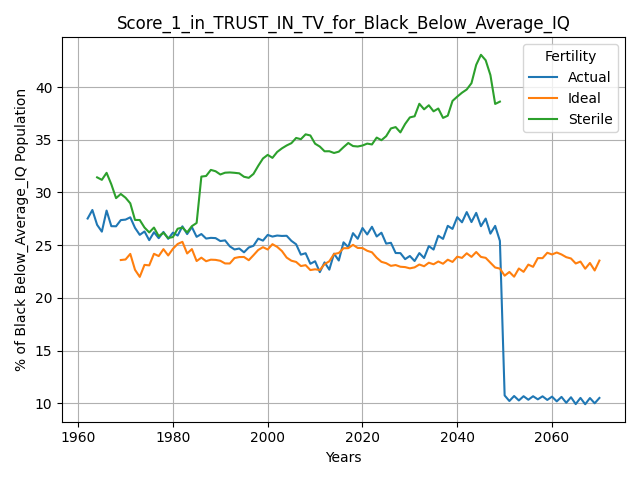 Score_1_in_TRUST_IN_TV_for_Black_Below_Average_IQ
% of Black Below_Average_IQ Population
40
35
30
25
20
15
10
Fertility
Actual
Ideal
Sterile
1960 1980 2000 2020 2040 2060
Years